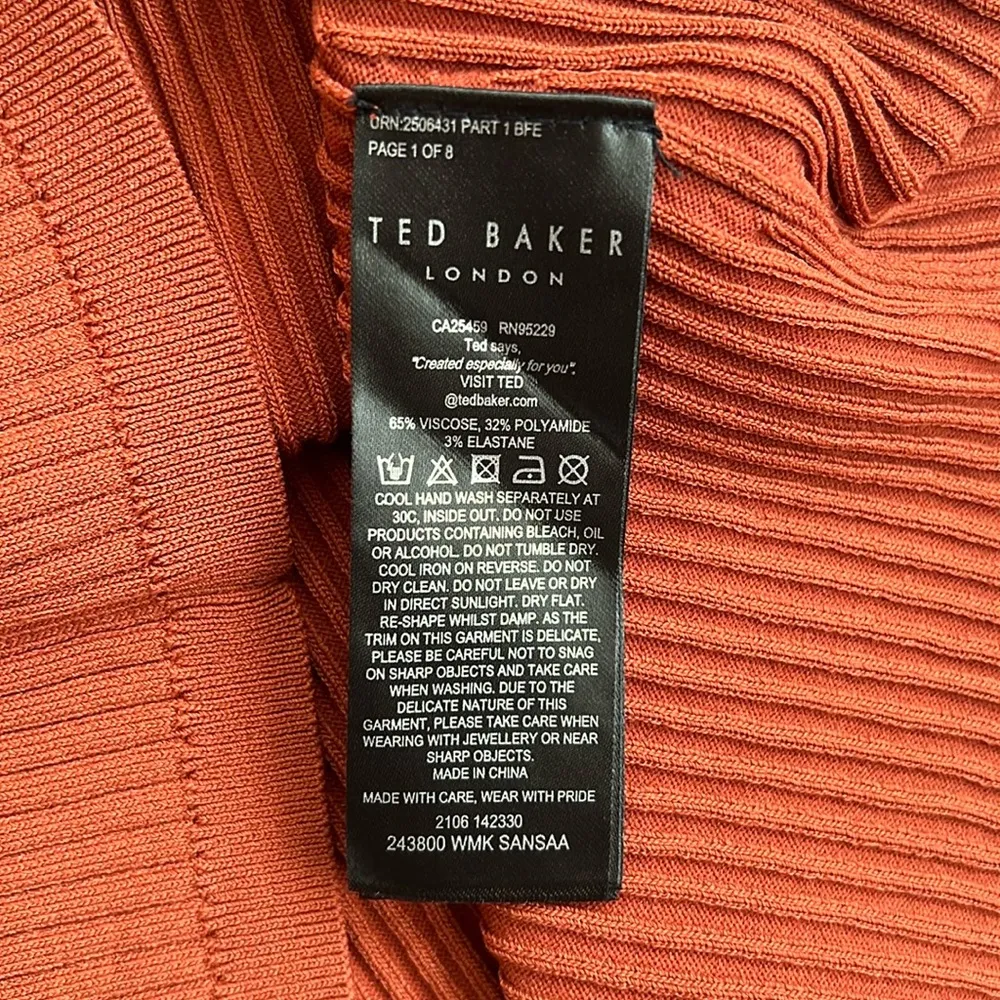 URN:2506431 PART 1 BFE
PAGE 1 OF 8
TED BAKER
LONDON
CA25459 RN95229
Ted says,
"Created especially for you".
VISIT TED
@tedbaker.com
65% VISCOSE, 32% POLYAMIDE
3% ELASTANE
COOL HAND WASH SEPARATELY AT
30C, INSIDE OUT. DO NOT USE
PRODUCTS CONTAINING BLEACH, OIL
OR ALCOHOL. DO NOT TUMBLE DRY.
COOL IRON ON REVERSE. DO NOT
DRY CLEAN. DO NOT LEAVE OR DRY
IN DIRECT SUNLIGHT. DRY FLAT.
RE-SHAPE WHILST DAMP. AS THE
TRIM ON THIS GARMENT IS DELICATE,
PLEASE BE CAREFUL NOT TO SNAG
ON SHARP OBJECTS AND TAKE CARE
WHEN WASHING. DUE TO THE
DELICATE NATURE OF THIS
GARMENT, PLEASE TAKE CARE WHEN
WEARING WITH JEWELLERY OR NEAR
SHARP OBJECTS.
MADE IN CHINA
MADE WITH CARE, WEAR WITH PRIDE
2106 142330
243800 WMK SANSAA